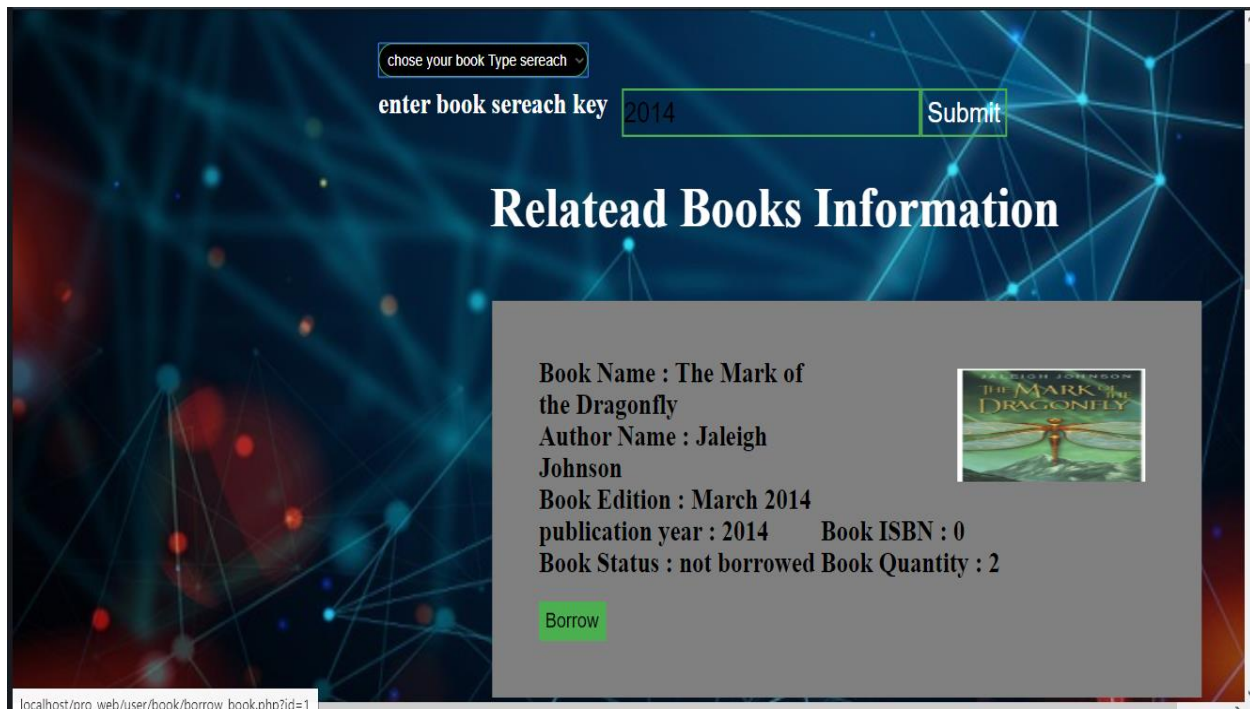 chose your book Type sereach
enter book sereach key
2014
Submit
Relatead Books Information
Book Name : The Mark of
the Dragonfly
Author Name : Jaleigh
Johnson
Book Edition : March 2014
publication year : 2014 Book ISBN : 0
Book Status : not borrowed Book Quantity : 2
JALEIGH JOHNSON
THE MARK OF THE
DRAGONFLY
Borrow
localhost/pro_web/user/book/borrow_book.php?id=1